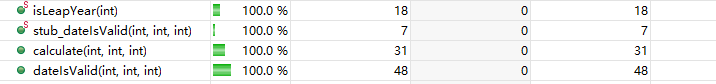 S isLeapYear(int) 100.0 % 18 0 18
S stub_dateIsValid(int, int, int) 100.0 % 7 0 7
calculate(int, int, int) 100.0 % 31 0 31
dateIsValid(int, int, int) 100.0 % 48 0 48